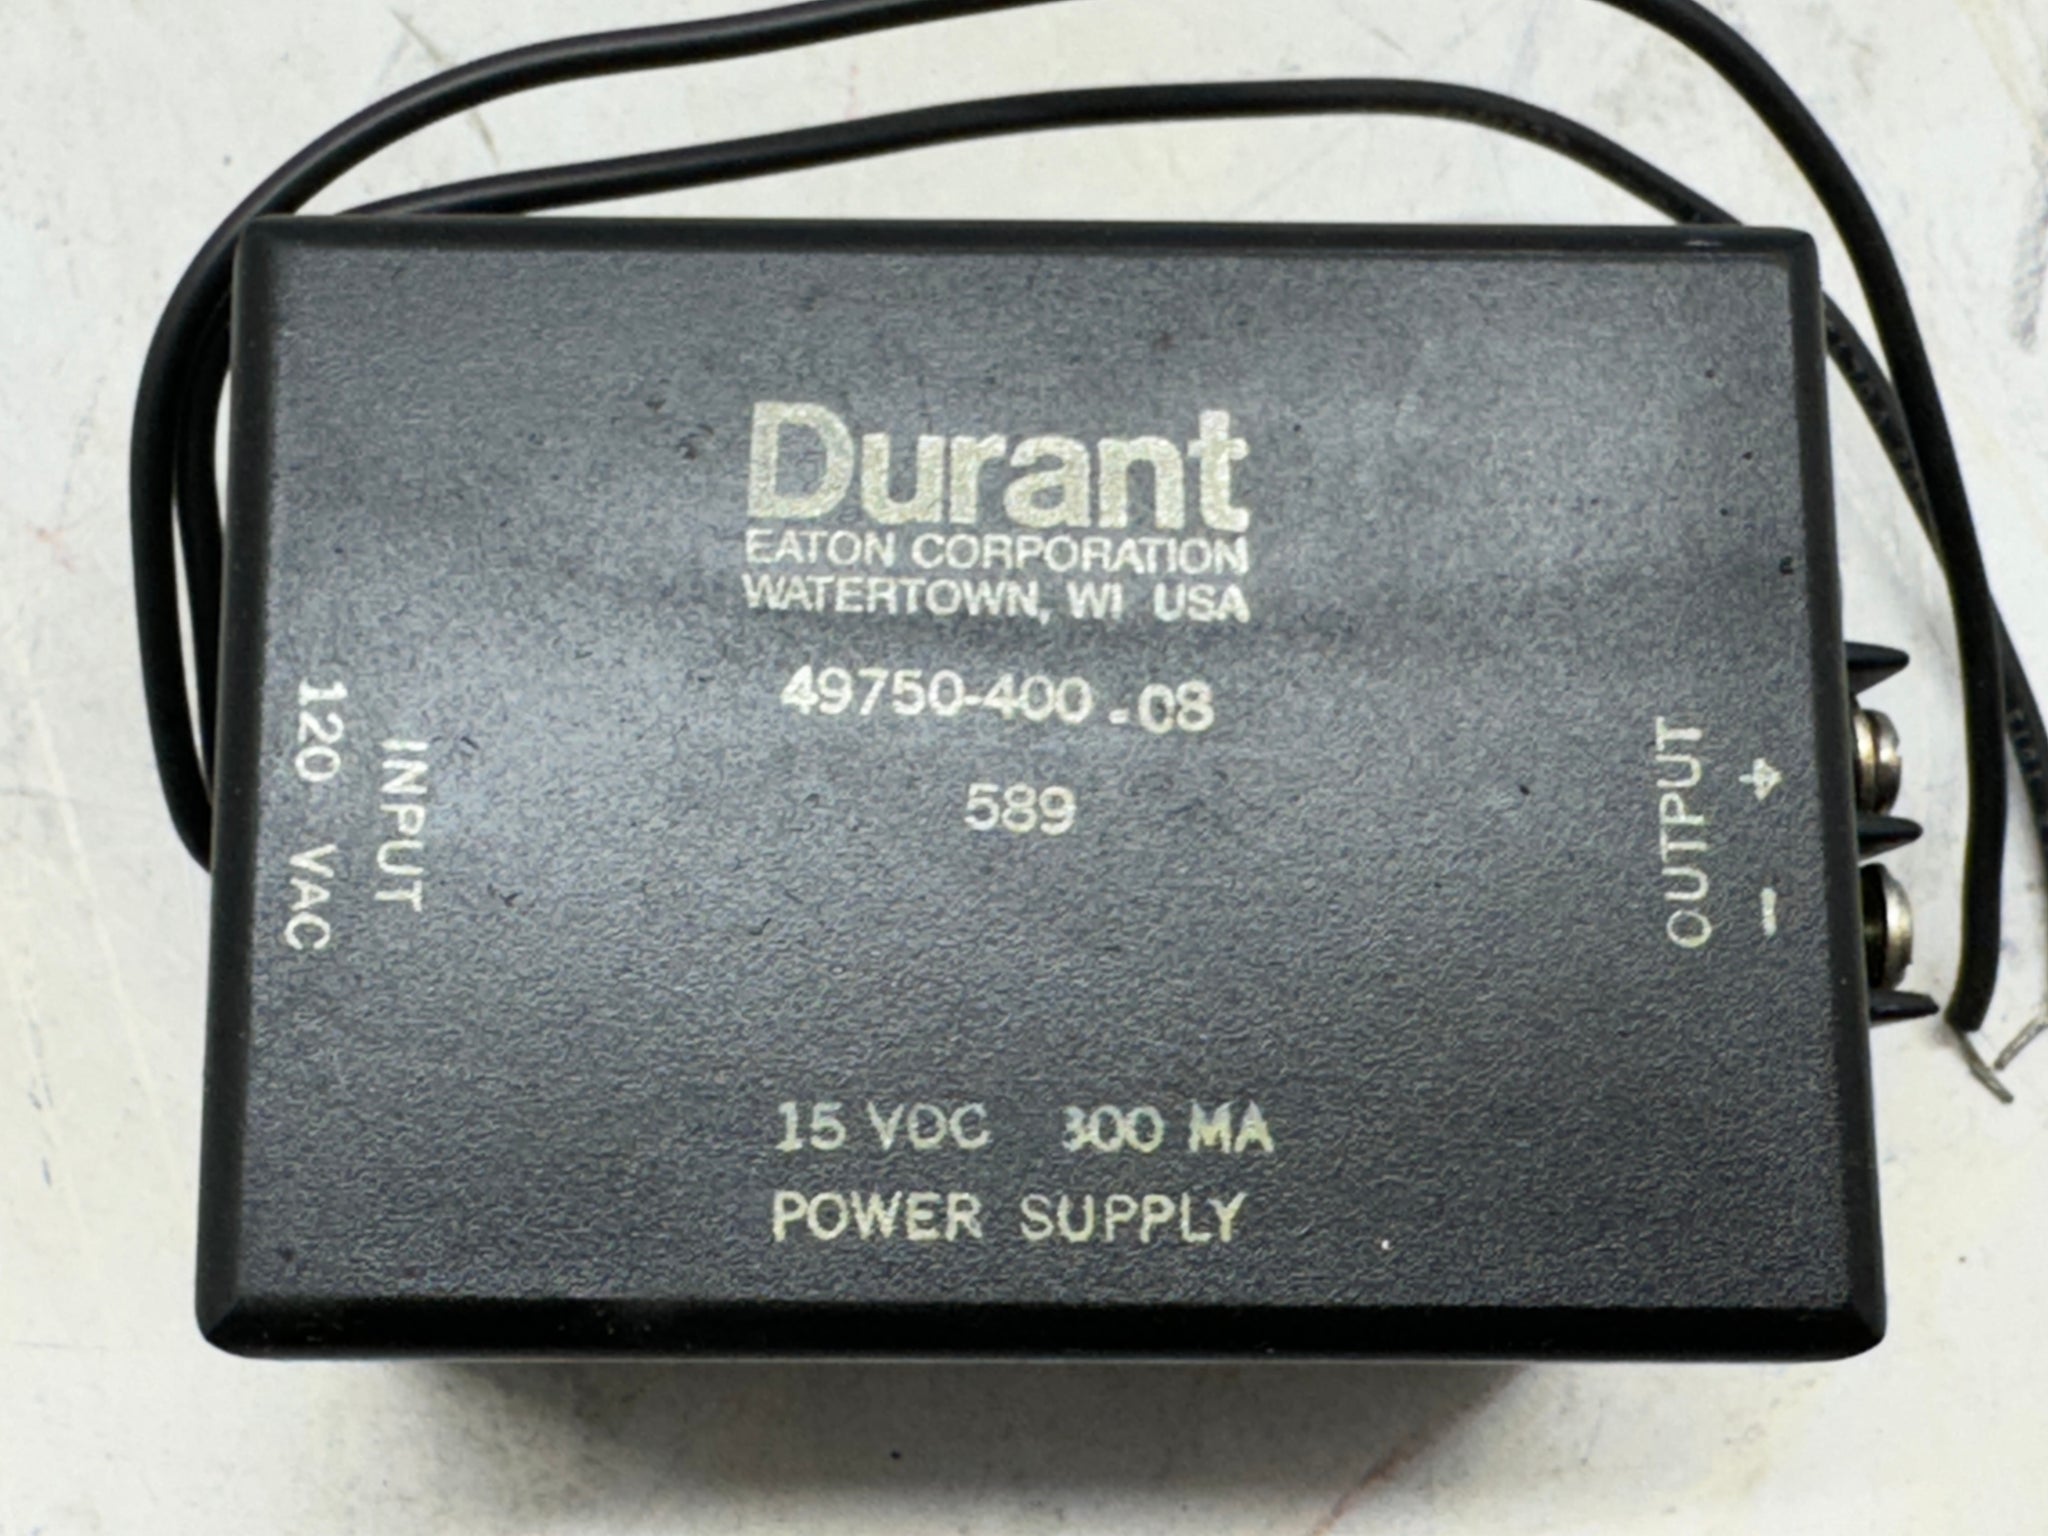 Durant
EATON CORPORATION
WATERTOWN, WI USA
49750-400-08
589
INPUT
120 VAC
OUTPUT
+ -
15 VDC 300 MA
POWER SUPPLY